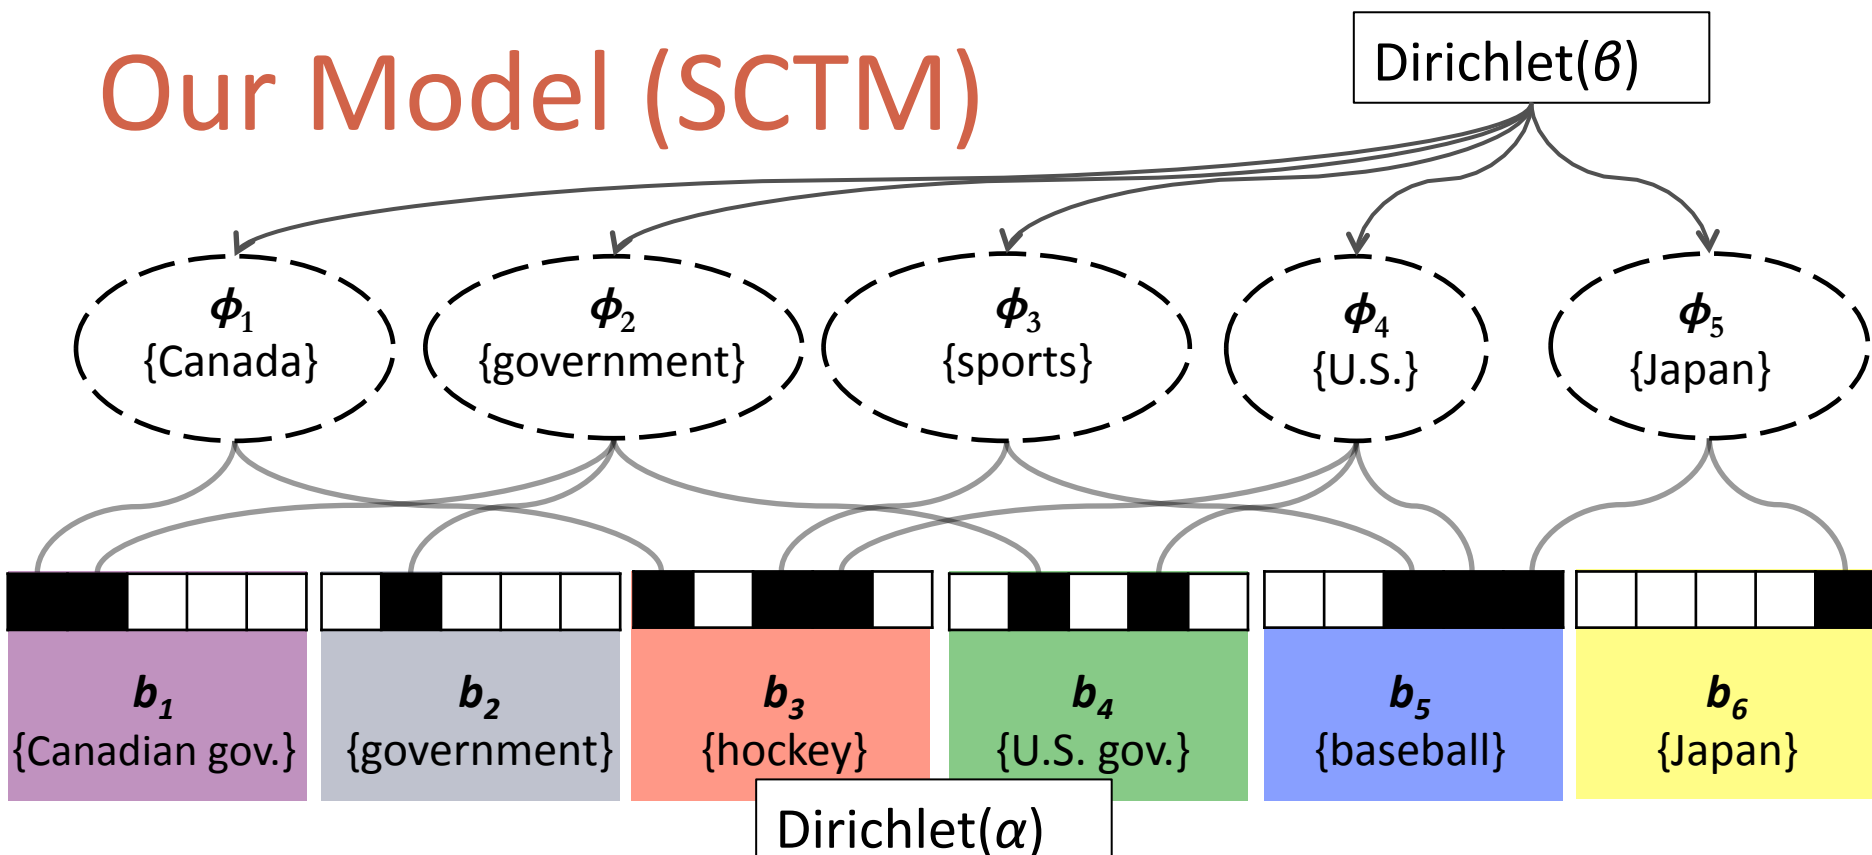 Our Model (SCTM)
Dirichlet(β)
ϕ1
{Canada}
ϕ2
{government}
ϕ3
{sports}
ϕ4
{U.S.}
ϕ5
{Japan}
b1
{Canadian gov.}
b2
{government}
b3
{hockey}
b4
{U.S. gov.}
b5
{baseball}
b6
{Japan}
Dirichlet(α)